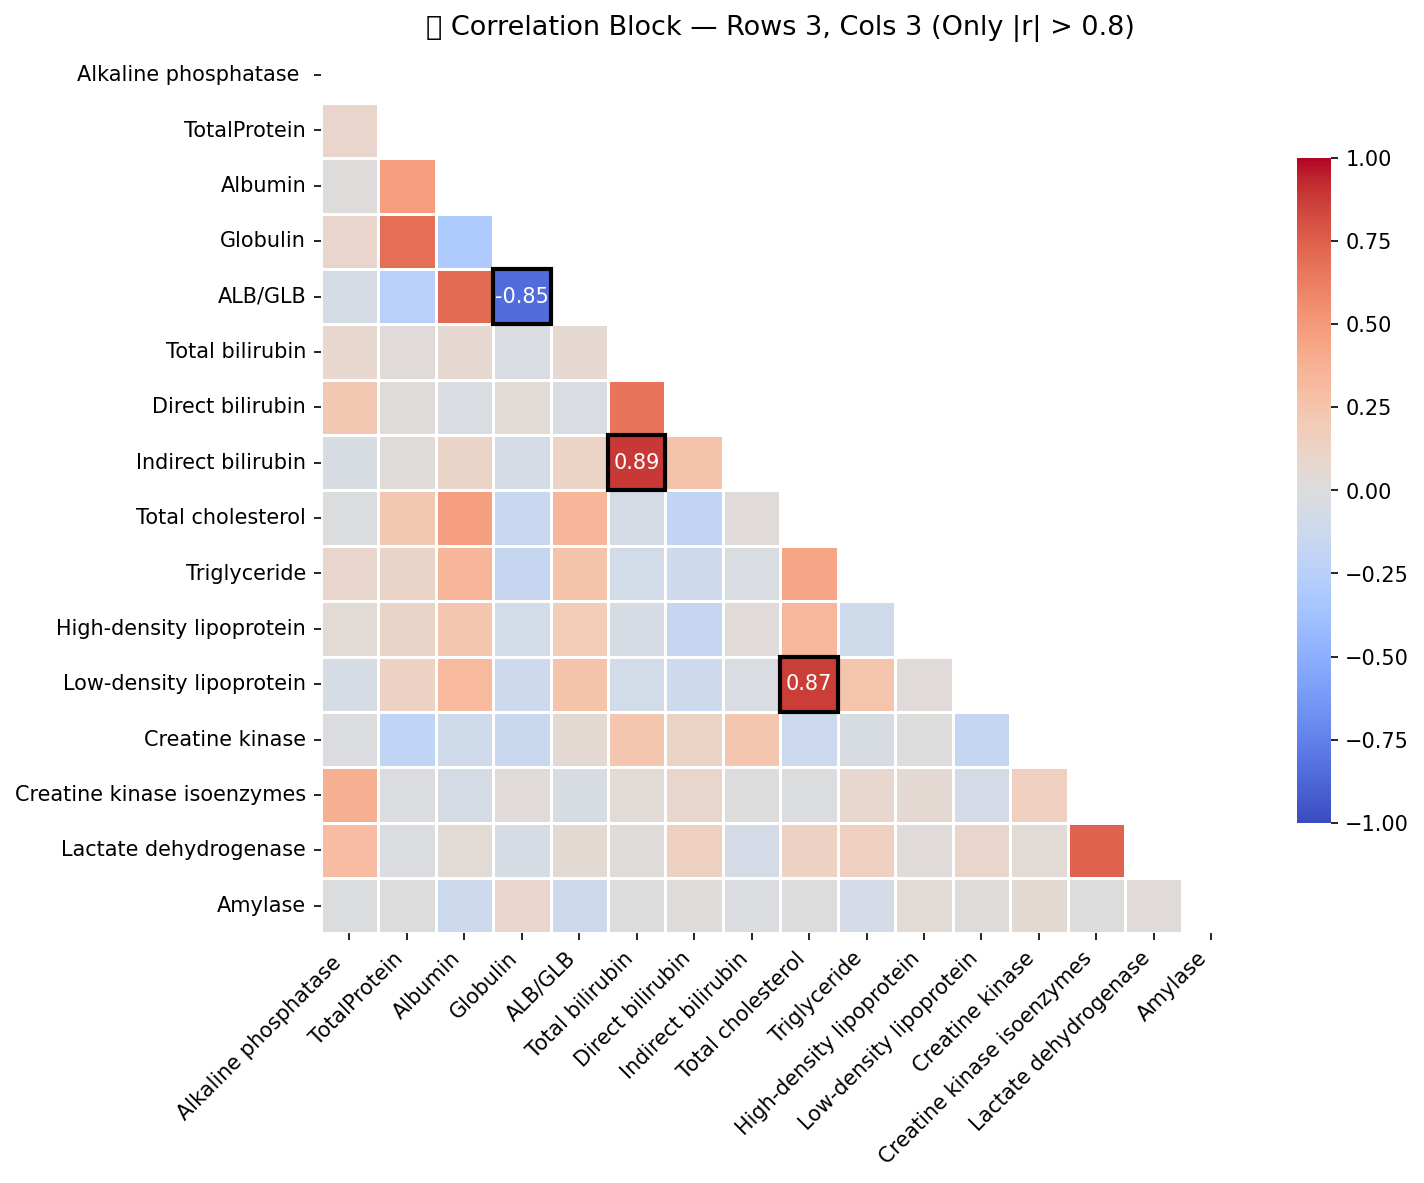 ▯ Correlation Block — Rows 3, Cols 3 (Only |r| > 0.8)
Alkaline phosphatase
TotalProtein
Albumin
Globulin
ALB/GLB
Total bilirubin
Direct bilirubin
Indirect bilirubin
Total cholesterol
Triglyceride
High-density lipoprotein
Low-density lipoprotein
Creatine kinase
Creatine kinase isoenzymes
Lactate dehydrogenase
Amylase
-0.85
0.89
0.87
1.00
0.75
0.50
0.25
0.00
−0.25
−0.50
−0.75
−1.00
Alkaline phosphatase
TotalProtein
Albumin
Globulin
ALB/GLB
Total bilirubin
Direct bilirubin
Indirect bilirubin
Total cholesterol
Triglyceride
High-density lipoprotein
Low-density lipoprotein
Creatine kinase
Creatine kinase isoenzymes
Lactate dehydrogenase
Amylase